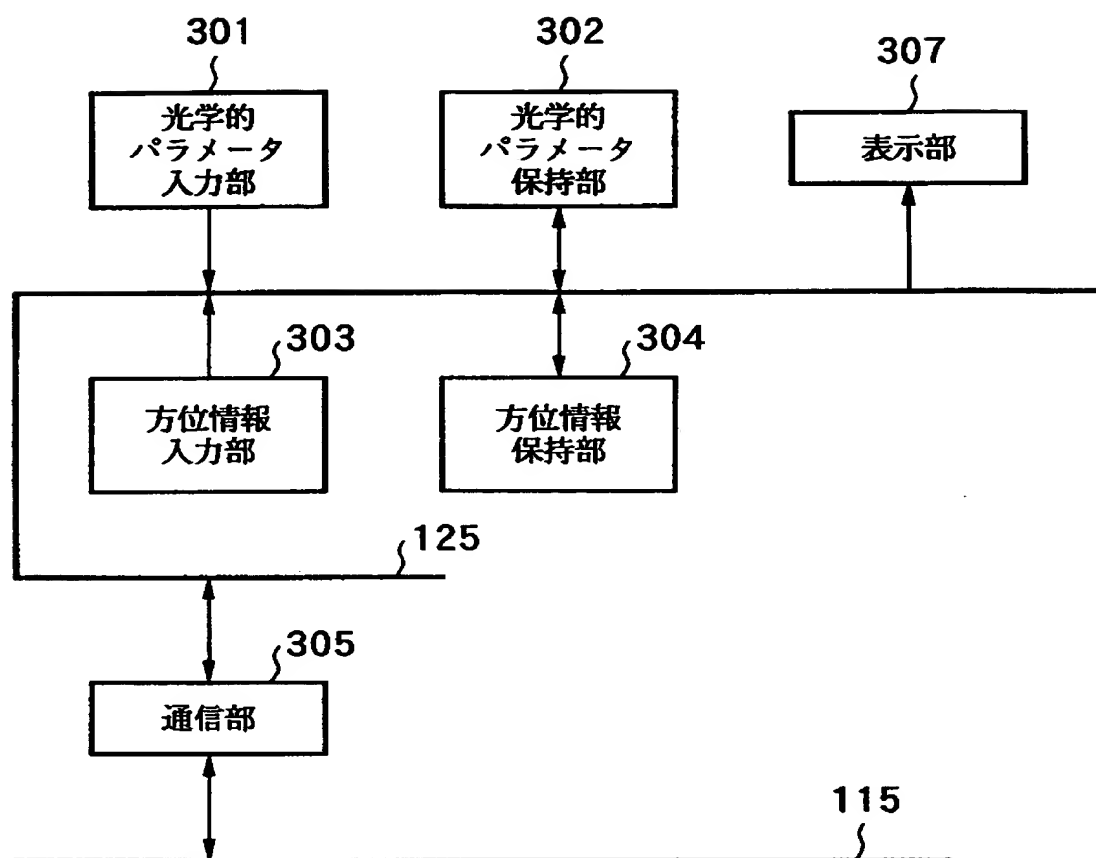 301
光学的
パラメータ
入力部
302
光学的
パラメータ
保持部
307
表示部
303
方位情報
入力部
304
方位情報
保持部
125
305
通信部
115